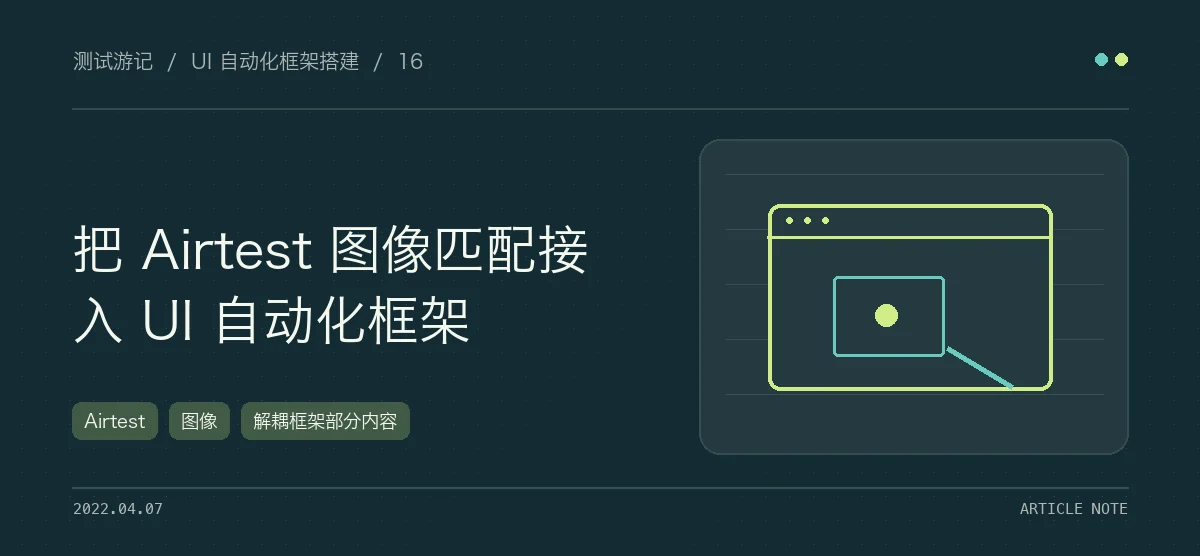 测试游记 / UI 自动化框架搭建 / 16
把 Airtest 图像匹配接
入 UI 自动化框架
Airtest 图像 解耦框架部分内容
2022.04.07 ARTICLE NOTE